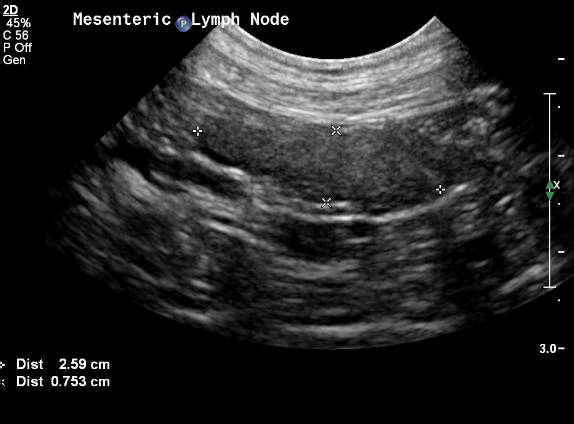 2D
45%
C 56
P Off
Gen
Mesenteric P Lymph Node
X
3.0
Dist 2.59 cm
Dist 0.753 cm